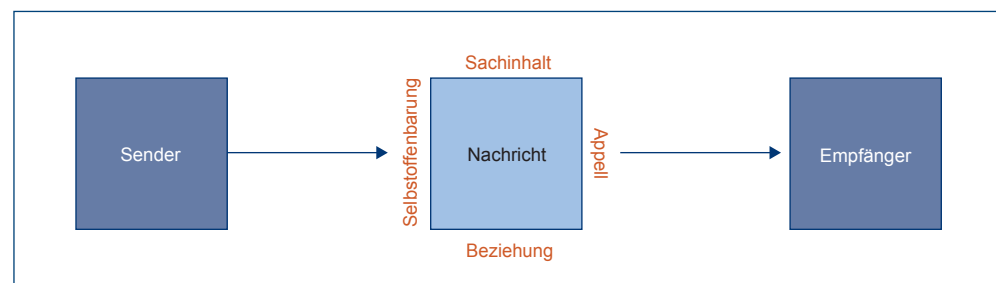 Sachinhalt
Sender
Selbstoffenbarung
Nachricht
Appell
Empfänger
Beziehung